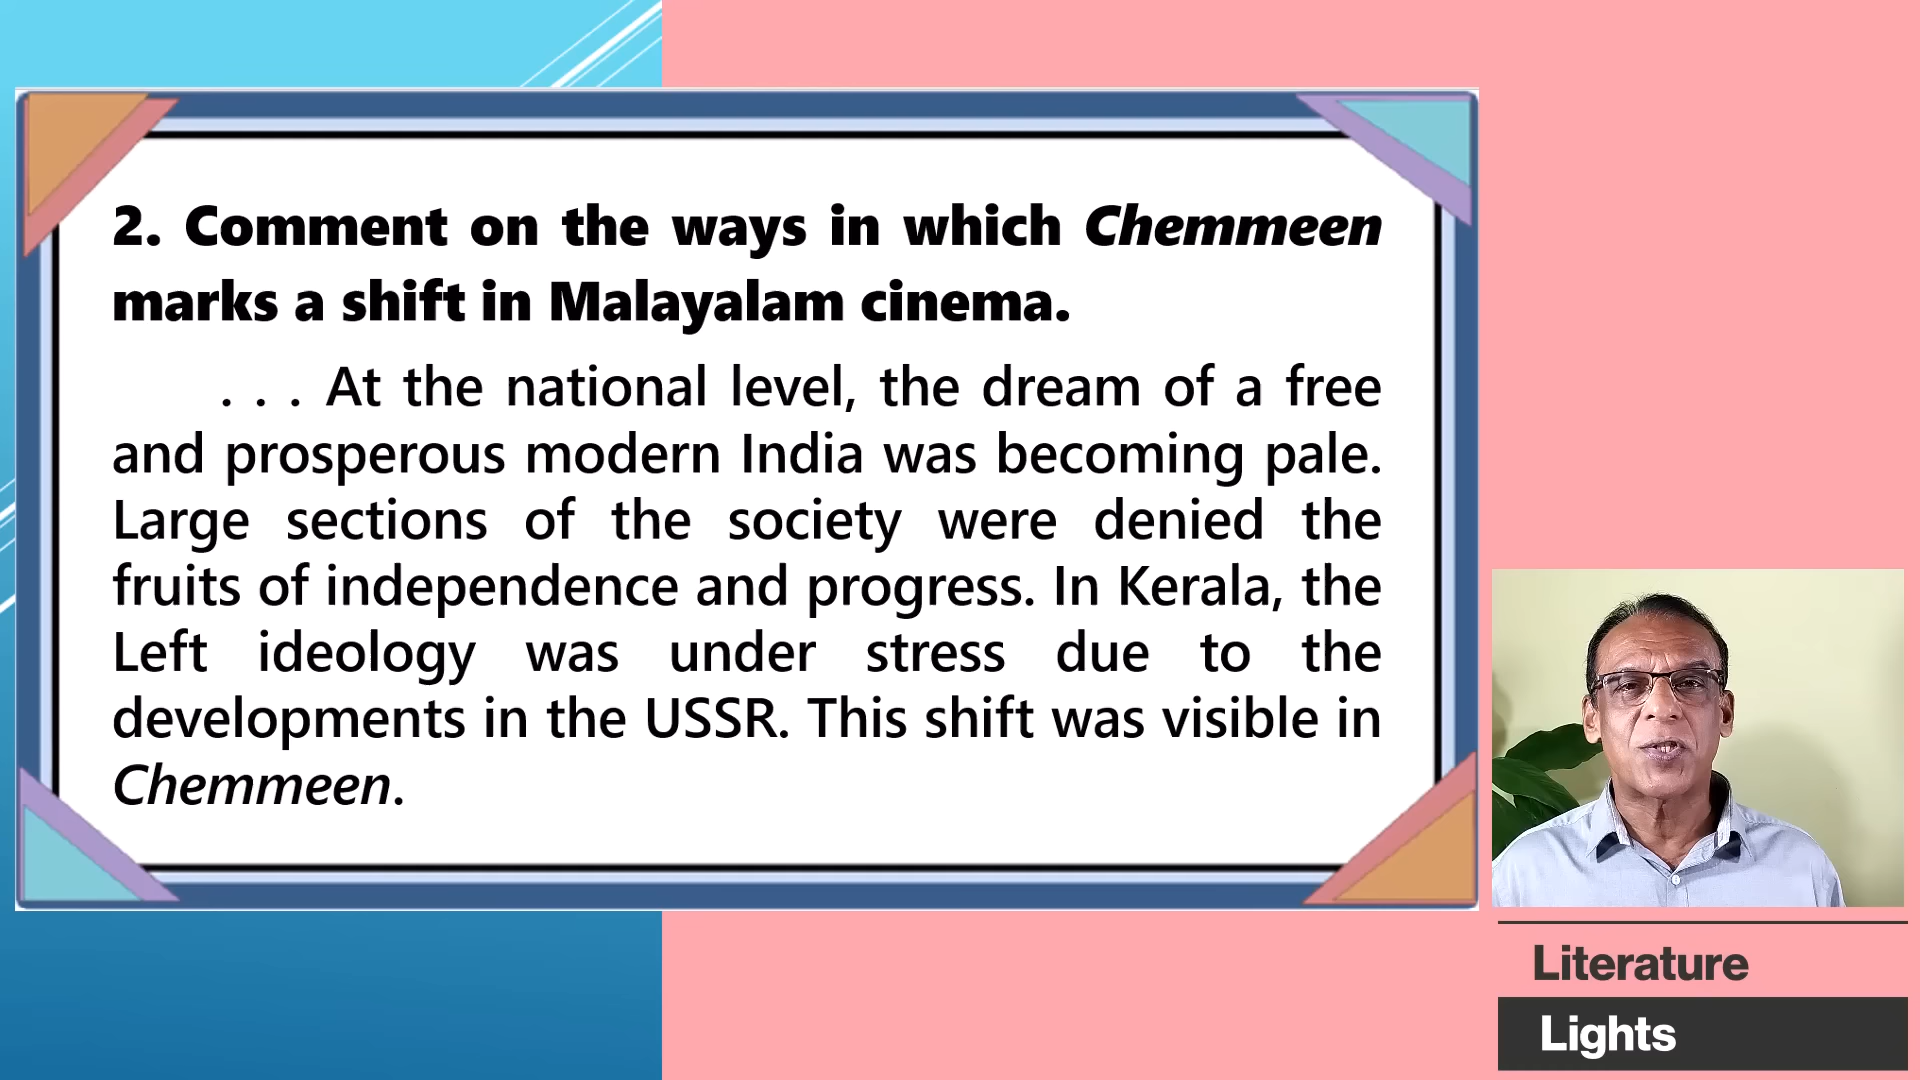 2. Comment on the ways in which Chemmeen
marks a shift in Malayalam cinema.
. . . At the national level, the dream of a free
and prosperous modern India was becoming pale.
Large sections of the society were denied the
fruits of independence and progress. In Kerala, the
Left ideology was under stress due to the
developments in the USSR. This shift was visible in
Chemmeen.
Literature
Lights